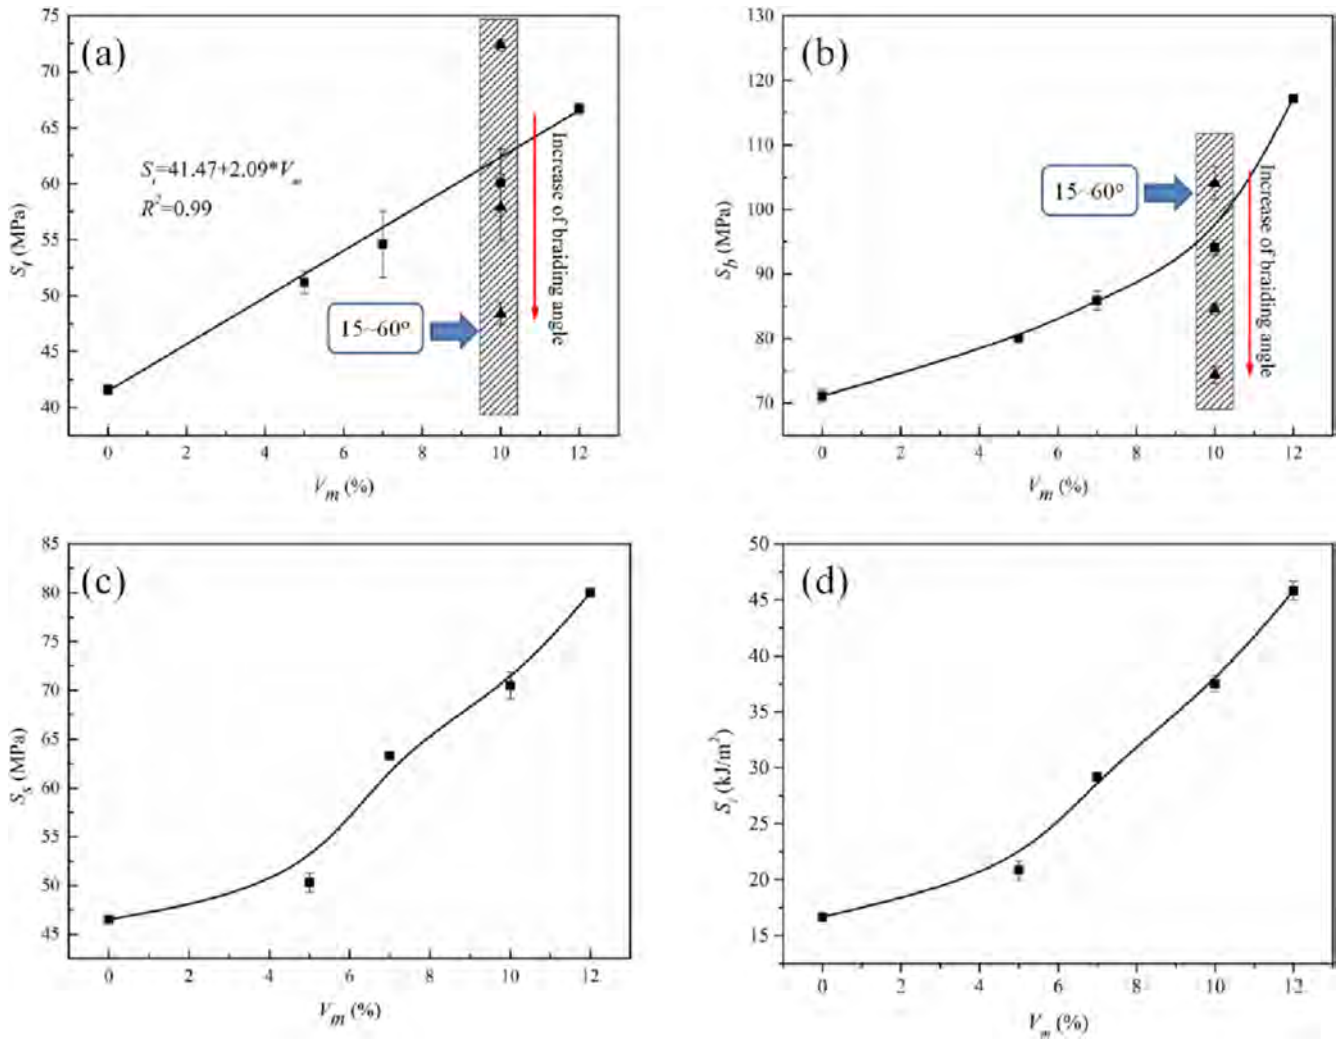 (a)
75
70
65
60
55
50
45
40
S_t (MPa)
S_t=41.47+2.09*V_m
R^2=0.99
15~60°
Increase of braiding angle
0 2 4 6 8 10 12
V_m (%)
(b)
130
120
110
100
90
80
70
S_b (MPa)
15~60°
Increase of braiding angle
0 2 4 6 8 10 12
V_m (%)
(c)
85
80
75
70
65
60
55
50
45
S_s (MPa)
0 2 4 6 8 10 12
V_m (%)
(d)
50
45
40
35
30
25
20
15
S_i (kJ/m^2)
0 2 4 6 8 10 12
V_m (%)